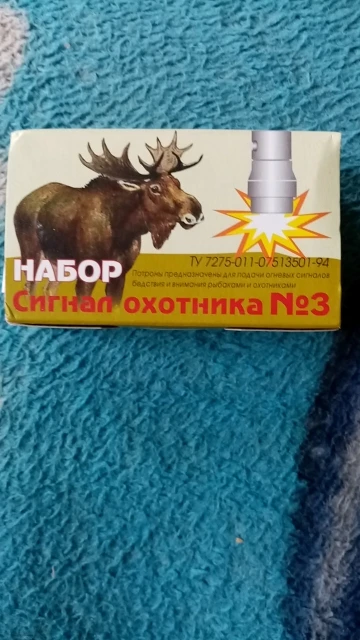 ТУ 7275-011-07513501-94
НАБОР
Патроны предназначены для подачи огневых сигналов
бедствия и внимания рыбаками и охотниками
Сигнал охотника №3